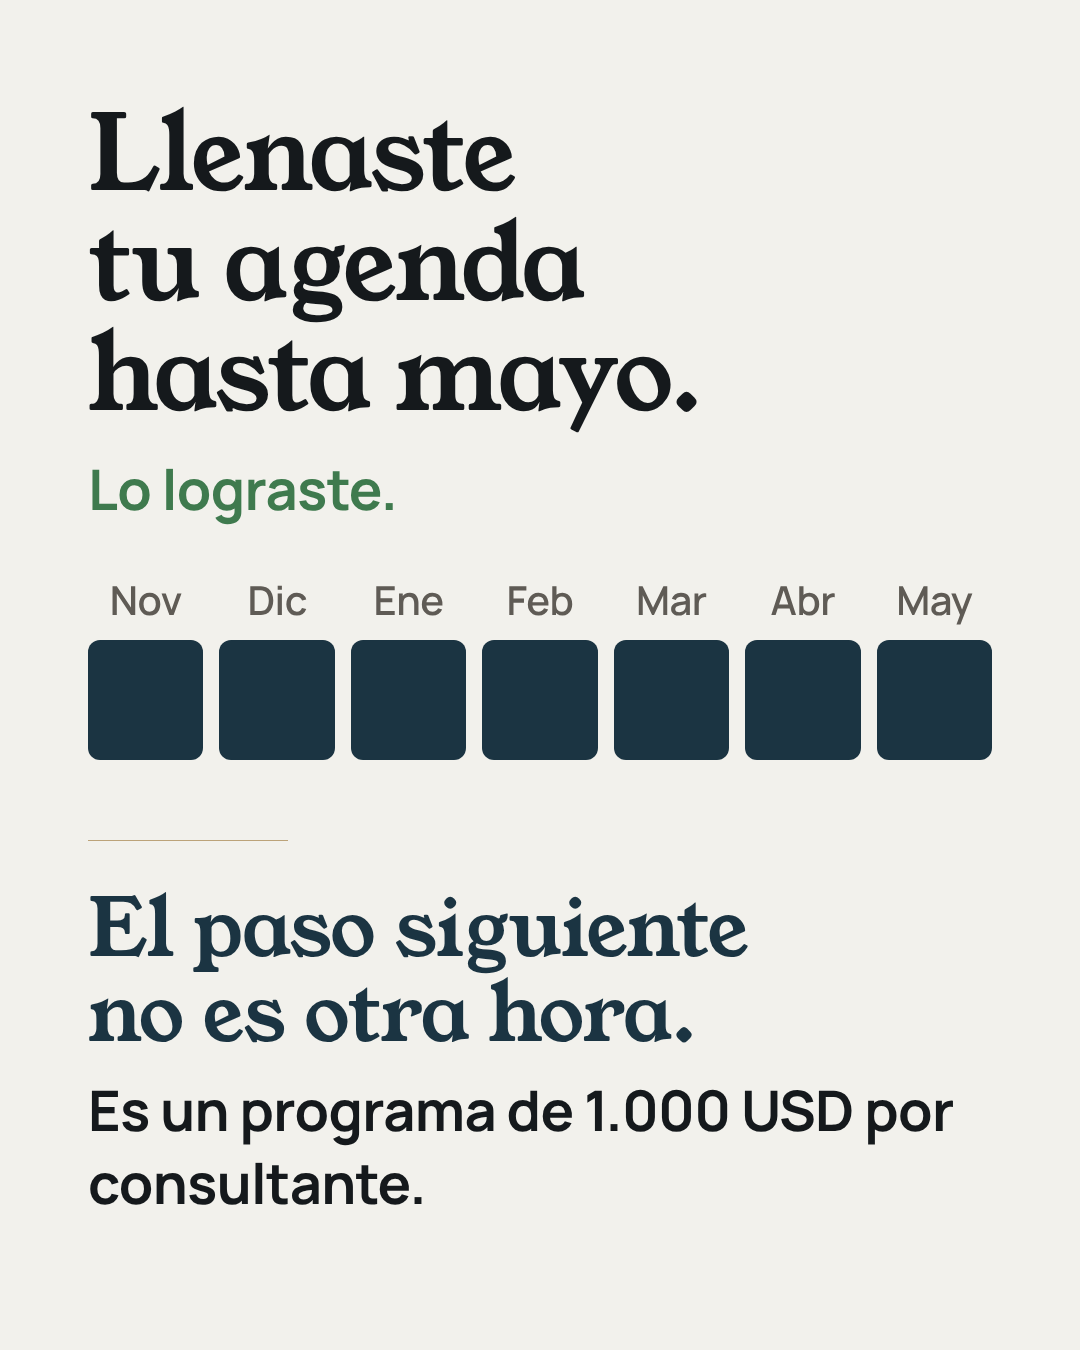 Llenaste
tu agenda
hasta mayo.
Lo lograste.
Nov Dic Ene Feb Mar Abr May
El paso siguiente
no es otra hora.
Es un programa de 1.000 USD por
consultante.